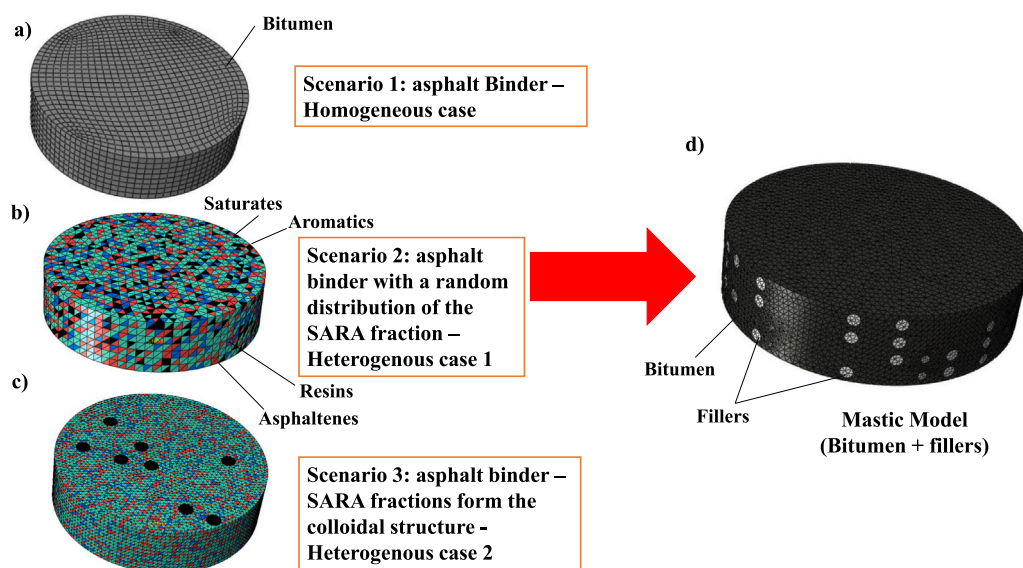 a)
Bitumen
Scenario 1: asphalt Binder –
Homogeneous case
b)
Saturates
Aromatics
Scenario 2: asphalt
binder with a random
distribution of the
SARA fraction –
Heterogenous case 1
Resins
Asphaltenes
c)
Scenario 3: asphalt binder –
SARA fractions form the
colloidal structure -
Heterogenous case 2
d)
Bitumen
Fillers
Mastic Model
(Bitumen + fillers)